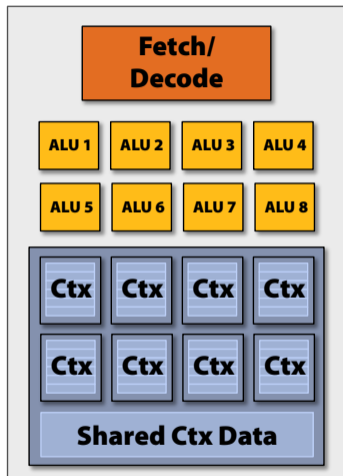 Fetch/
Decode
ALU 1 ALU 2 ALU 3 ALU 4
ALU 5 ALU 6 ALU 7 ALU 8
Ctx Ctx Ctx Ctx
Ctx Ctx Ctx Ctx
Shared Ctx Data